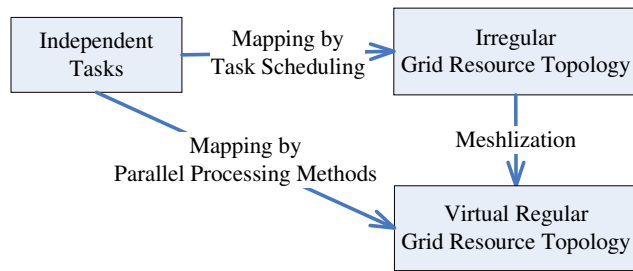 Independent
Tasks
Mapping by
Task Scheduling
Irregular
Grid Resource Topology
Meshlization
Mapping by
Parallel Processing Methods
Virtual Regular
Grid Resource Topology